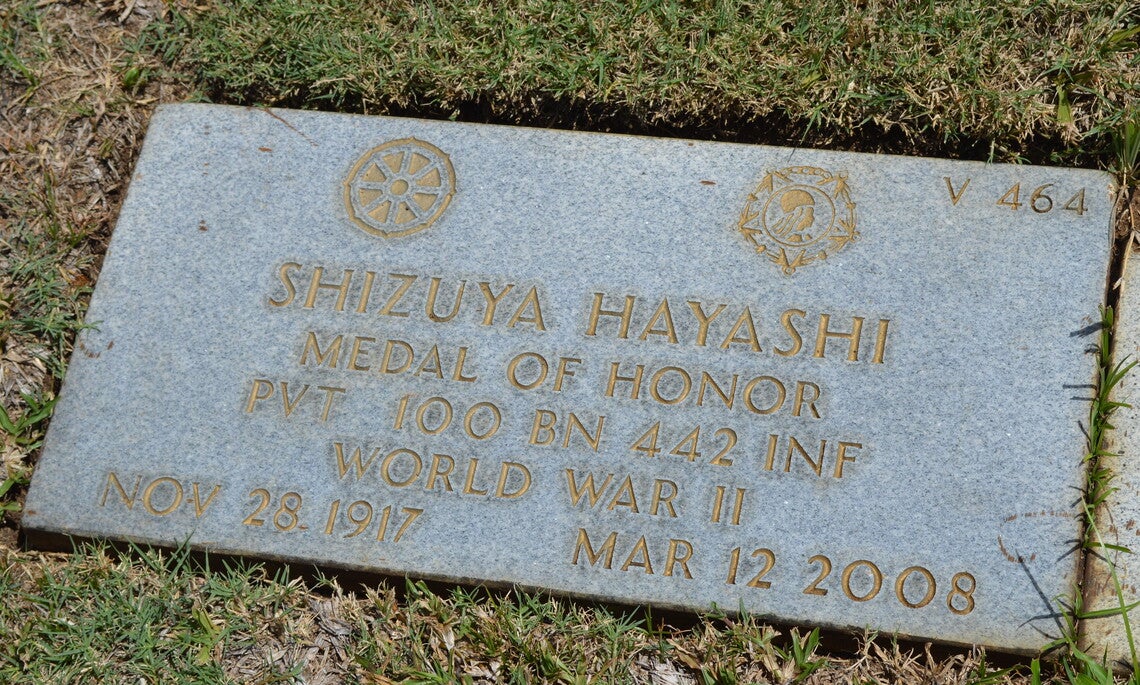 V 464
SHIZUYA HAYASHI
MEDAL OF HONOR
PVT 100 BN 442 INF
WORLD WAR II
NOV 28 1917 MAR 12 2008